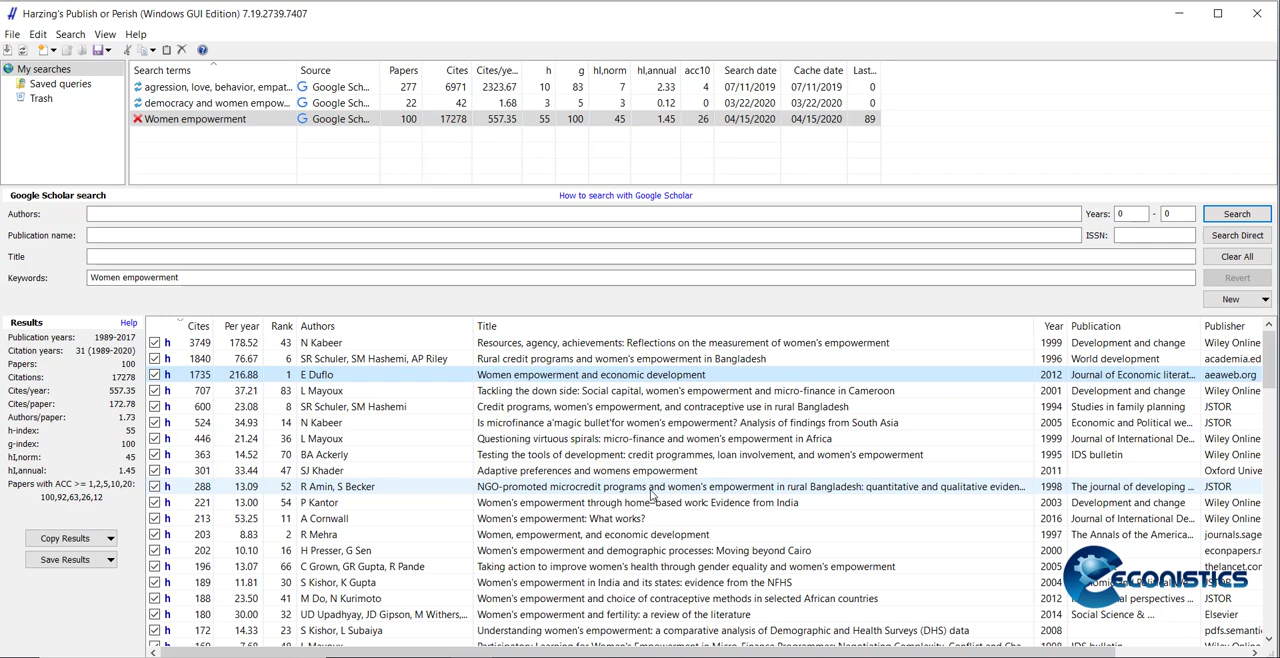 Harzing's Publish or Perish (Windows GUI Edition) 7.19.2739.7407
File Edit Search View Help
My searches
Saved queries
Trash
Search terms Source Papers Cites Cites/ye... h g hI,norm hI,annual acc10 Search date Cache date Last...
agression, love, behavior, empat... Google Sch... 277 6971 2323.67 10 83 7 2.33 4 07/11/2019 07/11/2019 0
democracy and women empow... Google Sch... 22 42 1.68 3 5 3 0.12 0 03/22/2020 03/22/2020 0
Women empowerment Google Sch... 100 17278 557.35 55 100 45 1.45 26 04/15/2020 04/15/2020 89
Google Scholar search How to search with Google Scholar
Authors: Years: 0 - 0 Search
Publication name: ISSN: Search Direct
Title Clear All
Keywords: Women empowerment Revert
New
Results Help
Publication years: 1989-2017
Citation years: 31 (1989-2020)
Papers: 100
Citations: 17278
Cites/year: 557.35
Cites/paper: 172.78
Authors/paper: 1.73
h-index: 55
g-index: 100
hI,norm: 45
hI,annual: 1.45
Papers with ACC >= 1,2,5,10,20:
100,92,63,26,12
Copy Results
Save Results
Cites Per year Rank Authors Title Year Publication Publisher
h 3749 178.52 43 N Kabeer Resources, agency, achievements: Reflections on the measurement of women's empowerment 1999 Development and change Wiley Online
h 1840 76.67 6 SR Schuler, SM Hashemi, AP Riley Rural credit programs and women's empowerment in Bangladesh 1996 World development academia.ed
h 1735 216.88 1 E Duflo Women empowerment and economic development 2012 Journal of Economic literat... aeaweb.org
h 707 37.21 83 L Mayoux Tackling the down side: Social capital, women's empowerment and micro-finance in Cameroon 2001 Development and change Wiley Online
h 600 23.08 8 SR Schuler, SM Hashemi Credit programs, women's empowerment, and contraceptive use in rural Bangladesh 1994 Studies in family planning JSTOR
h 524 34.93 14 N Kabeer Is microfinance a'magic bullet'for women's empowerment? Analysis of findings from South Asia 2005 Economic and Political we... JSTOR
h 446 21.24 36 L Mayoux Questioning virtuous spirals: micro-finance and women's empowerment in Africa 1999 Journal of International De... Wiley Online
h 363 14.52 70 BA Ackerly Testing the tools of development: credit programmes, loan involvement, and women's empowerment 1995 IDS bulletin Wiley Online
h 301 33.44 47 SJ Khader Adaptive preferences and womens empowerment 2011 Oxford Unive
h 288 13.09 52 R Amin, S Becker NGO-promoted microcredit programs and women's empowerment in rural Bangladesh: quantitative and qualitative eviden... 1998 The journal of developing ... JSTOR
h 221 13.00 54 P Kantor Women's empowerment through home-based work: Evidence from India 2003 Development and change Wiley Online
h 213 53.25 11 A Cornwall Women's empowerment: What works? 2016 Journal of International De... Wiley Online
h 203 8.83 2 R Mehra Women, empowerment, and economic development 1997 The Annals of the America... journals.sage
h 202 10.10 16 H Presser, G Sen Women's empowerment and demographic processes: Moving beyond Cairo 2000 econpapers.r
h 196 13.07 66 C Grown, GR Gupta, R Pande Taking action to improve women's health through gender equality and women's empowerment 2005 thelancet.con
h 189 11.81 30 S Kishor, K Gupta Women's empowerment in India and its states: evidence from the NFHS 2004 JSTOR
h 188 23.50 41 M Do, N Kurimoto Women's empowerment and choice of contraceptive methods in selected African countries 2012 perspectives ... JSTOR
h 180 30.00 32 UD Upadhyay, JD Gipson, M Withers,... Women's empowerment and fertility: a review of the literature 2014 Social Science & ... Elsevier
h 172 14.33 23 S Kishor, L Subaiya Understanding women's empowerment: a comparative analysis of Demographic and Health Surveys (DHS) data 2008 pdfs.semantic
ECONISTICS